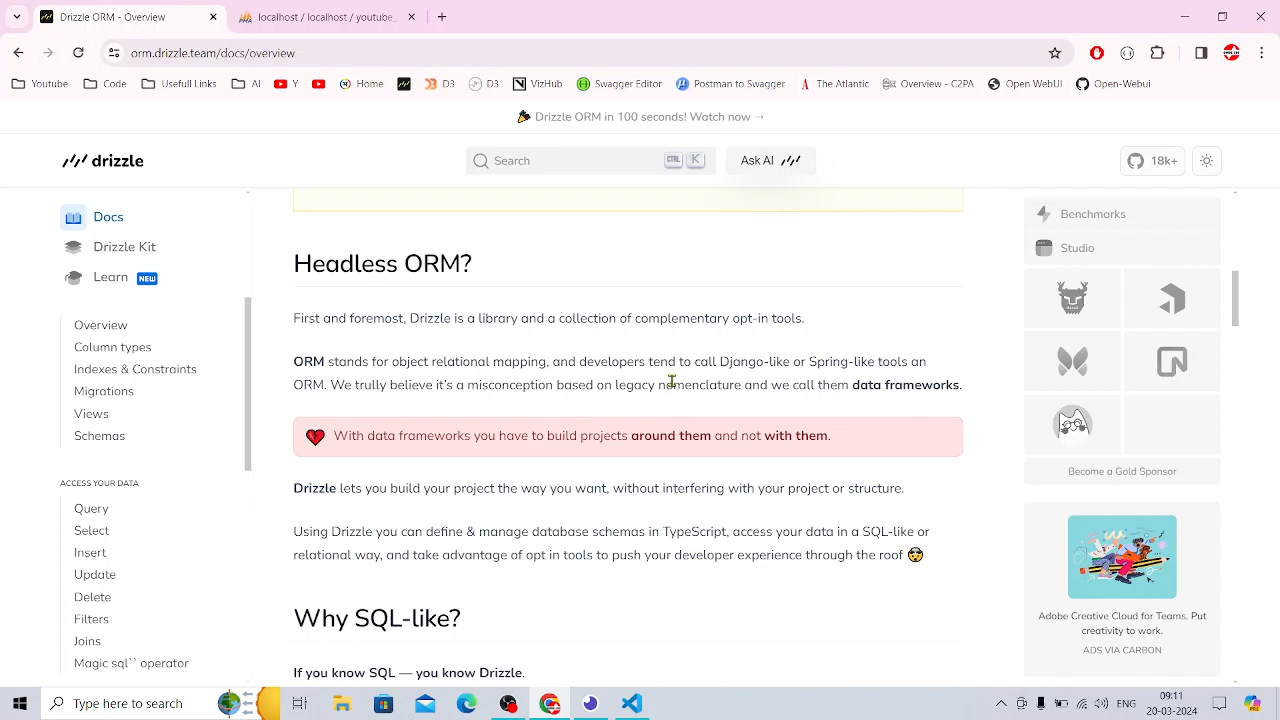 Drizzle ORM - Overview
localhost / localhost / youtube_
orm.drizzle.team/docs/overview
Youtube
Code
Usefull Links
AI
Y
Home
D3
D3
VizHub
Swagger Editor
Postman to Swagger
The Atlantic
Overview - C2PA
Open WebUI
Open-Webui
Drizzle ORM in 100 seconds! Watch now →
drizzle
Search
CTRL K
Ask AI
18k+
Docs
Drizzle Kit
Learn NEW
Overview
Column types
Indexes & Constraints
Migrations
Views
Schemas
ACCESS YOUR DATA
Query
Select
Insert
Update
Delete
Filters
Joins
Magic sql`` operator
Headless ORM?
First and foremost, Drizzle is a library and a collection of complementary opt-in tools.
ORM stands for object relational mapping, and developers tend to call Django-like or Spring-like tools an
ORM. We trully believe it's a misconception based on legacy nomenclature and we call them data frameworks.
With data frameworks you have to build projects around them and not with them.
Drizzle lets you build your project the way you want, without interfering with your project or structure.
Using Drizzle you can define & manage database schemas in TypeScript, access your data in a SQL-like or
relational way, and take advantage of opt in tools to push your developer experience through the roof 🤯
Why SQL-like?
If you know SQL — you know Drizzle.
Benchmarks
Studio
Become a Gold Sponsor
Adobe Creative Cloud for Teams. Put
creativity to work.
ADS VIA CARBON
Type here to search
ENG
09:11
20-03-2024